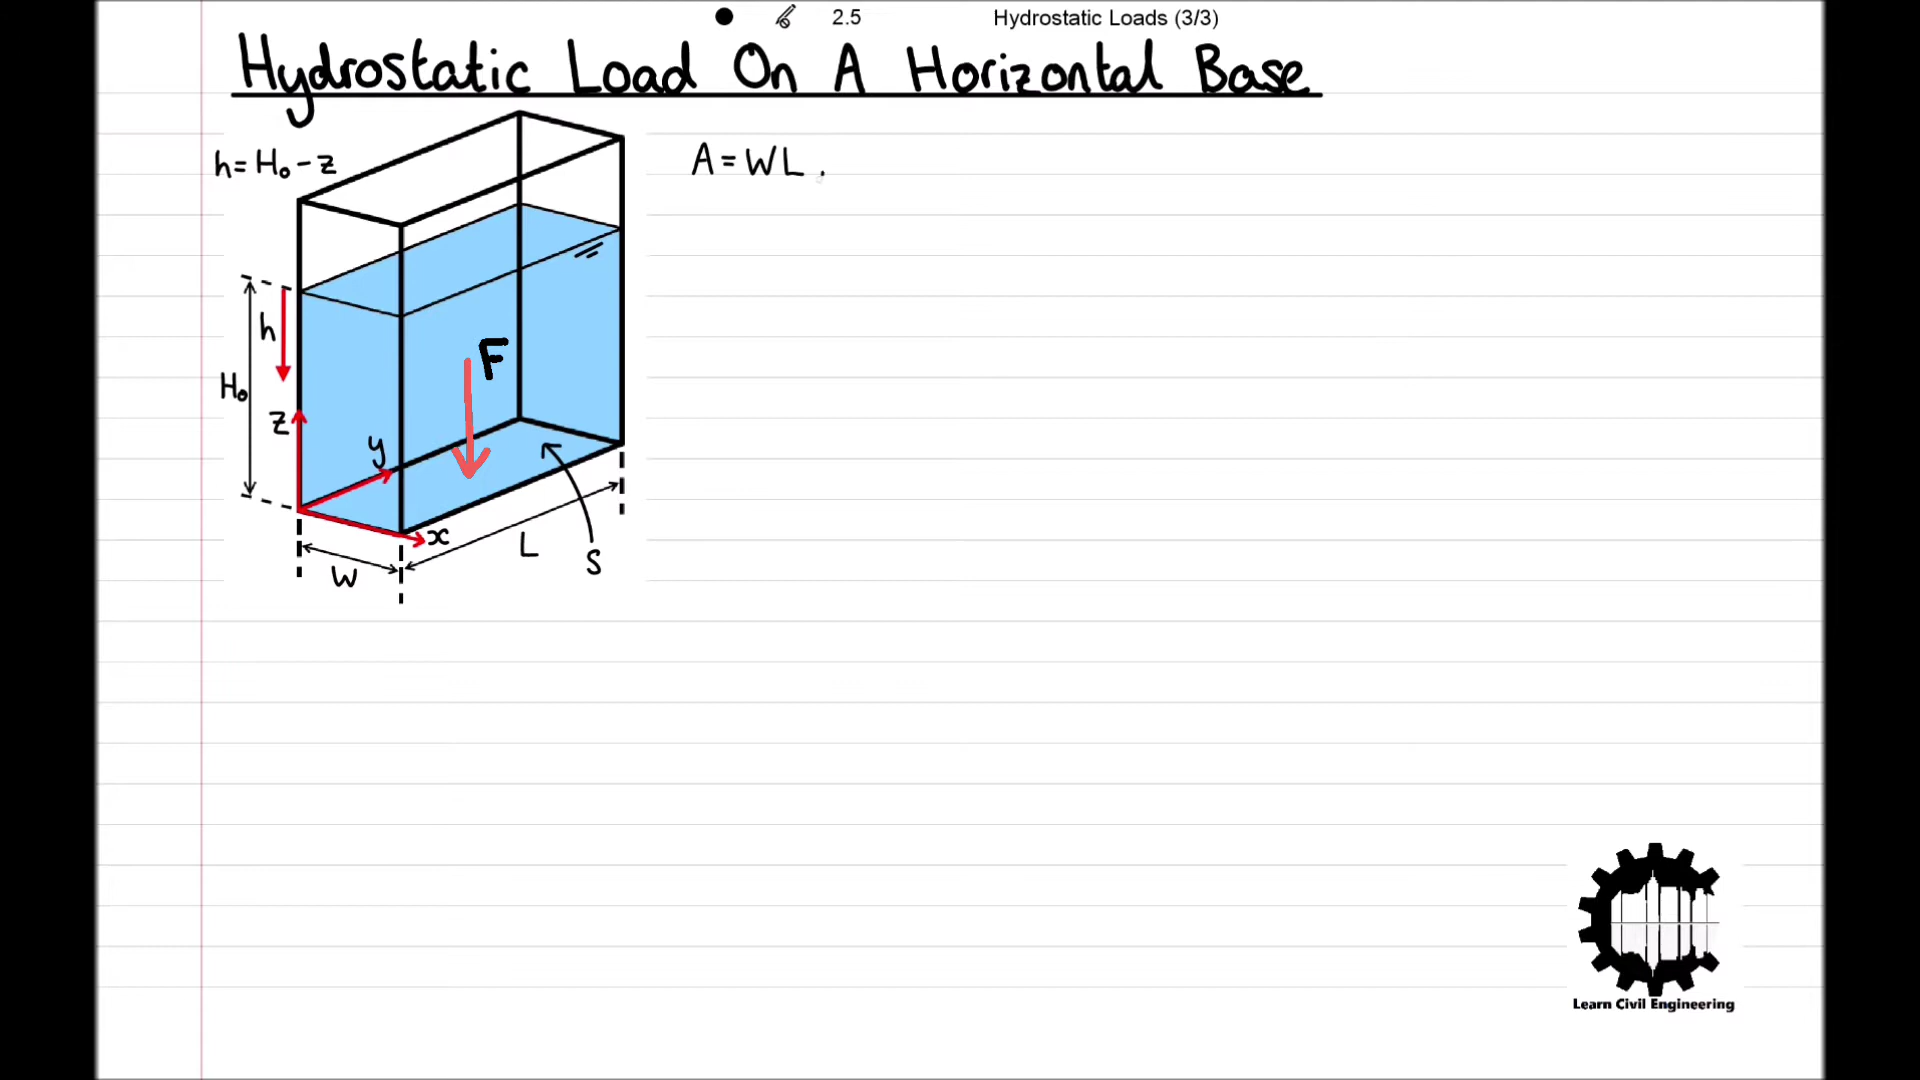 2.5 Hydrostatic Loads (3/3)
Hydrostatic Load On A Horizontal Base
h = H₀ - z
A = WL.
h
F
H₀
z
y
x
L
W
S
Learn Civil Engineering